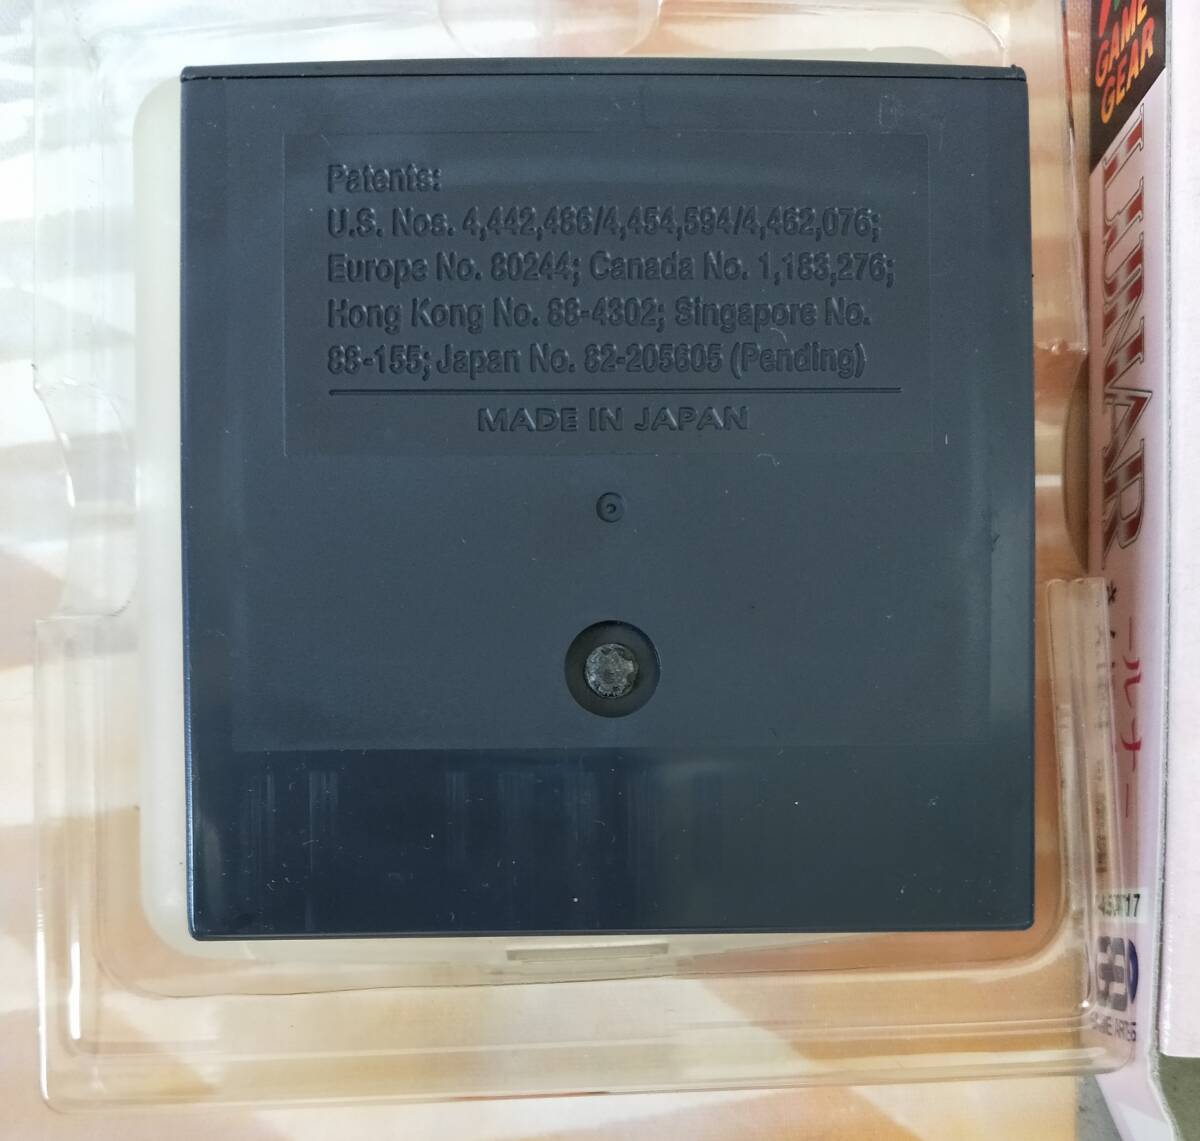 Patents:
U.S. Nos. 4,442,486/4,454,594/4,462,076;
Europe No. 80244; Canada No. 1,183,276;
Hong Kong No. 88-4302; Singapore No.
88-155; Japan No. 82-205605 (Pending)
MADE IN JAPAN
GAME
GEAR
LUNAR
ールナー
GAME ARTS